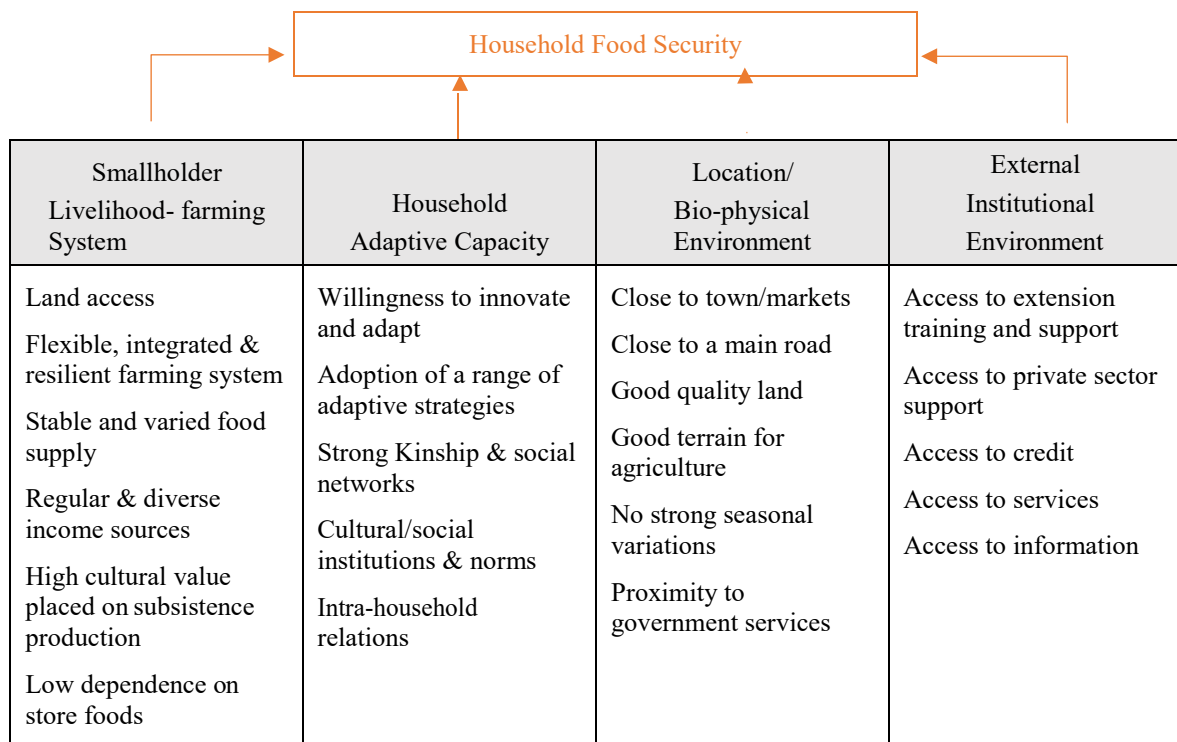 Household Food Security
Smallholder
Livelihood- farming
System
Household
Adaptive Capacity
Location/
Bio-physical
Environment
External
Institutional
Environment
Land access
Flexible, integrated &
resilient farming system
Stable and varied food
supply
Regular & diverse
income sources
High cultural value
placed on subsistence
production
Low dependence on
store foods
Willingness to innovate
and adapt
Adoption of a range of
adaptive strategies
Strong Kinship & social
networks
Cultural/social
institutions & norms
Intra-household
relations
Close to town/markets
Close to a main road
Good quality land
Good terrain for
agriculture
No strong seasonal
variations
Proximity to
government services
Access to extension
training and support
Access to private sector
support
Access to credit
Access to services
Access to information